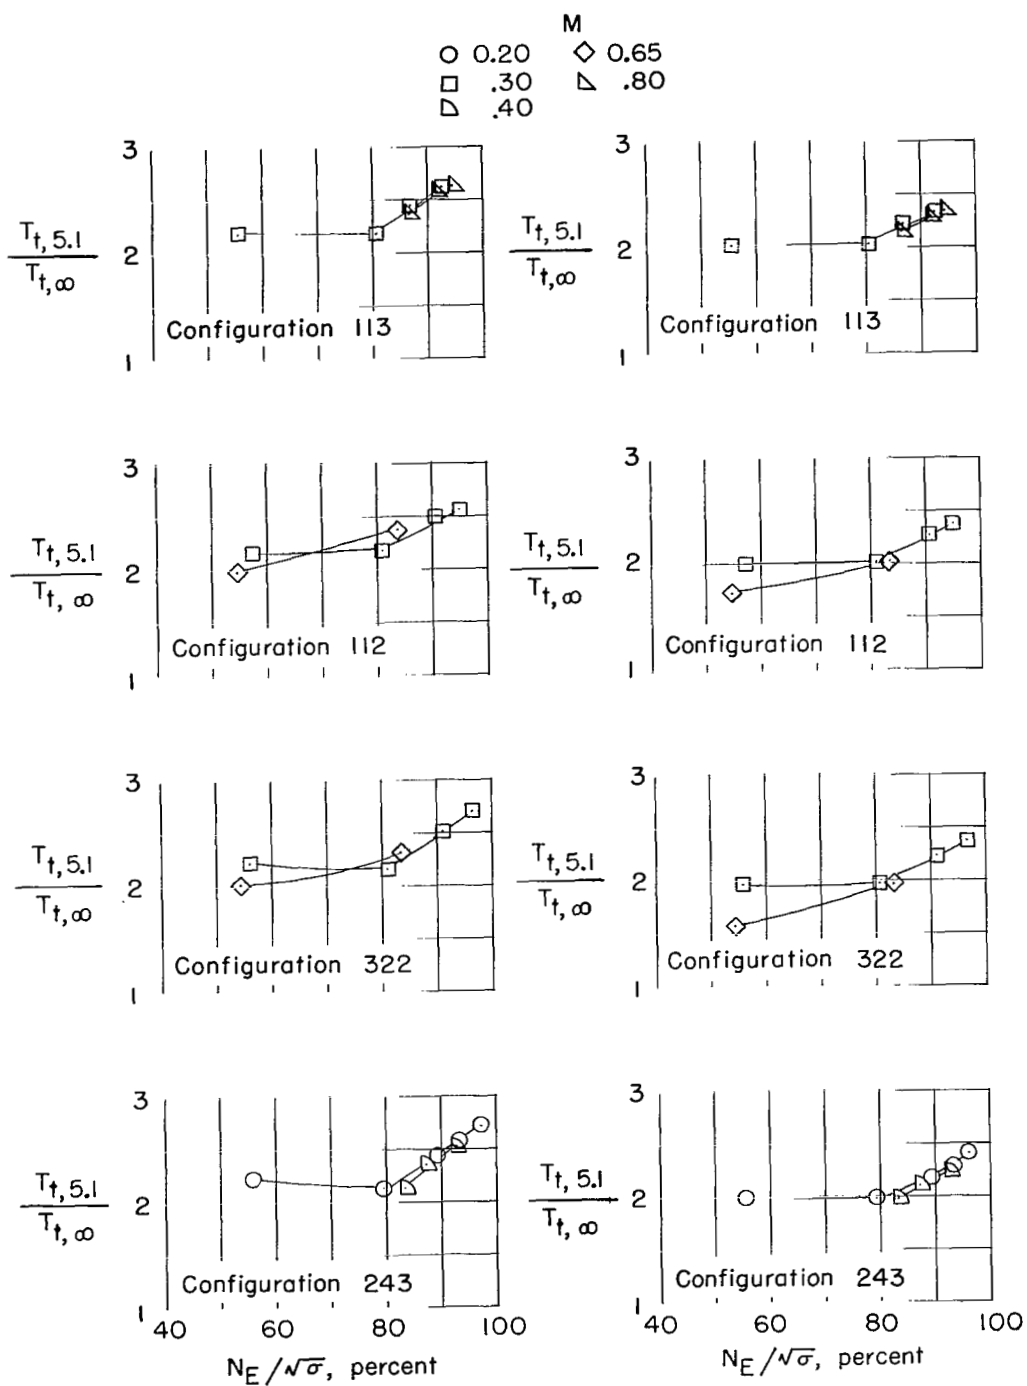 M
0.20 0.65
.30 .80
.40
3 3
T_t, 5.1 / T_t, ∞ 2 T_t, 5.1 / T_t, ∞ 2
Configuration 113 Configuration 113
1 1
3 3
T_t, 5.1 / T_t, ∞ 2 T_t, 5.1 / T_t, ∞ 2
Configuration 112 Configuration 112
1 1
3 3
T_t, 5.1 / T_t, ∞ 2 T_t, 5.1 / T_t, ∞ 2
Configuration 322 Configuration 322
1 1
3 3
T_t, 5.1 / T_t, ∞ 2 T_t, 5.1 / T_t, ∞ 2
Configuration 243 Configuration 243
1 1
40 60 80 100 40 60 80 100
N_E/√σ, percent N_E/√σ, percent